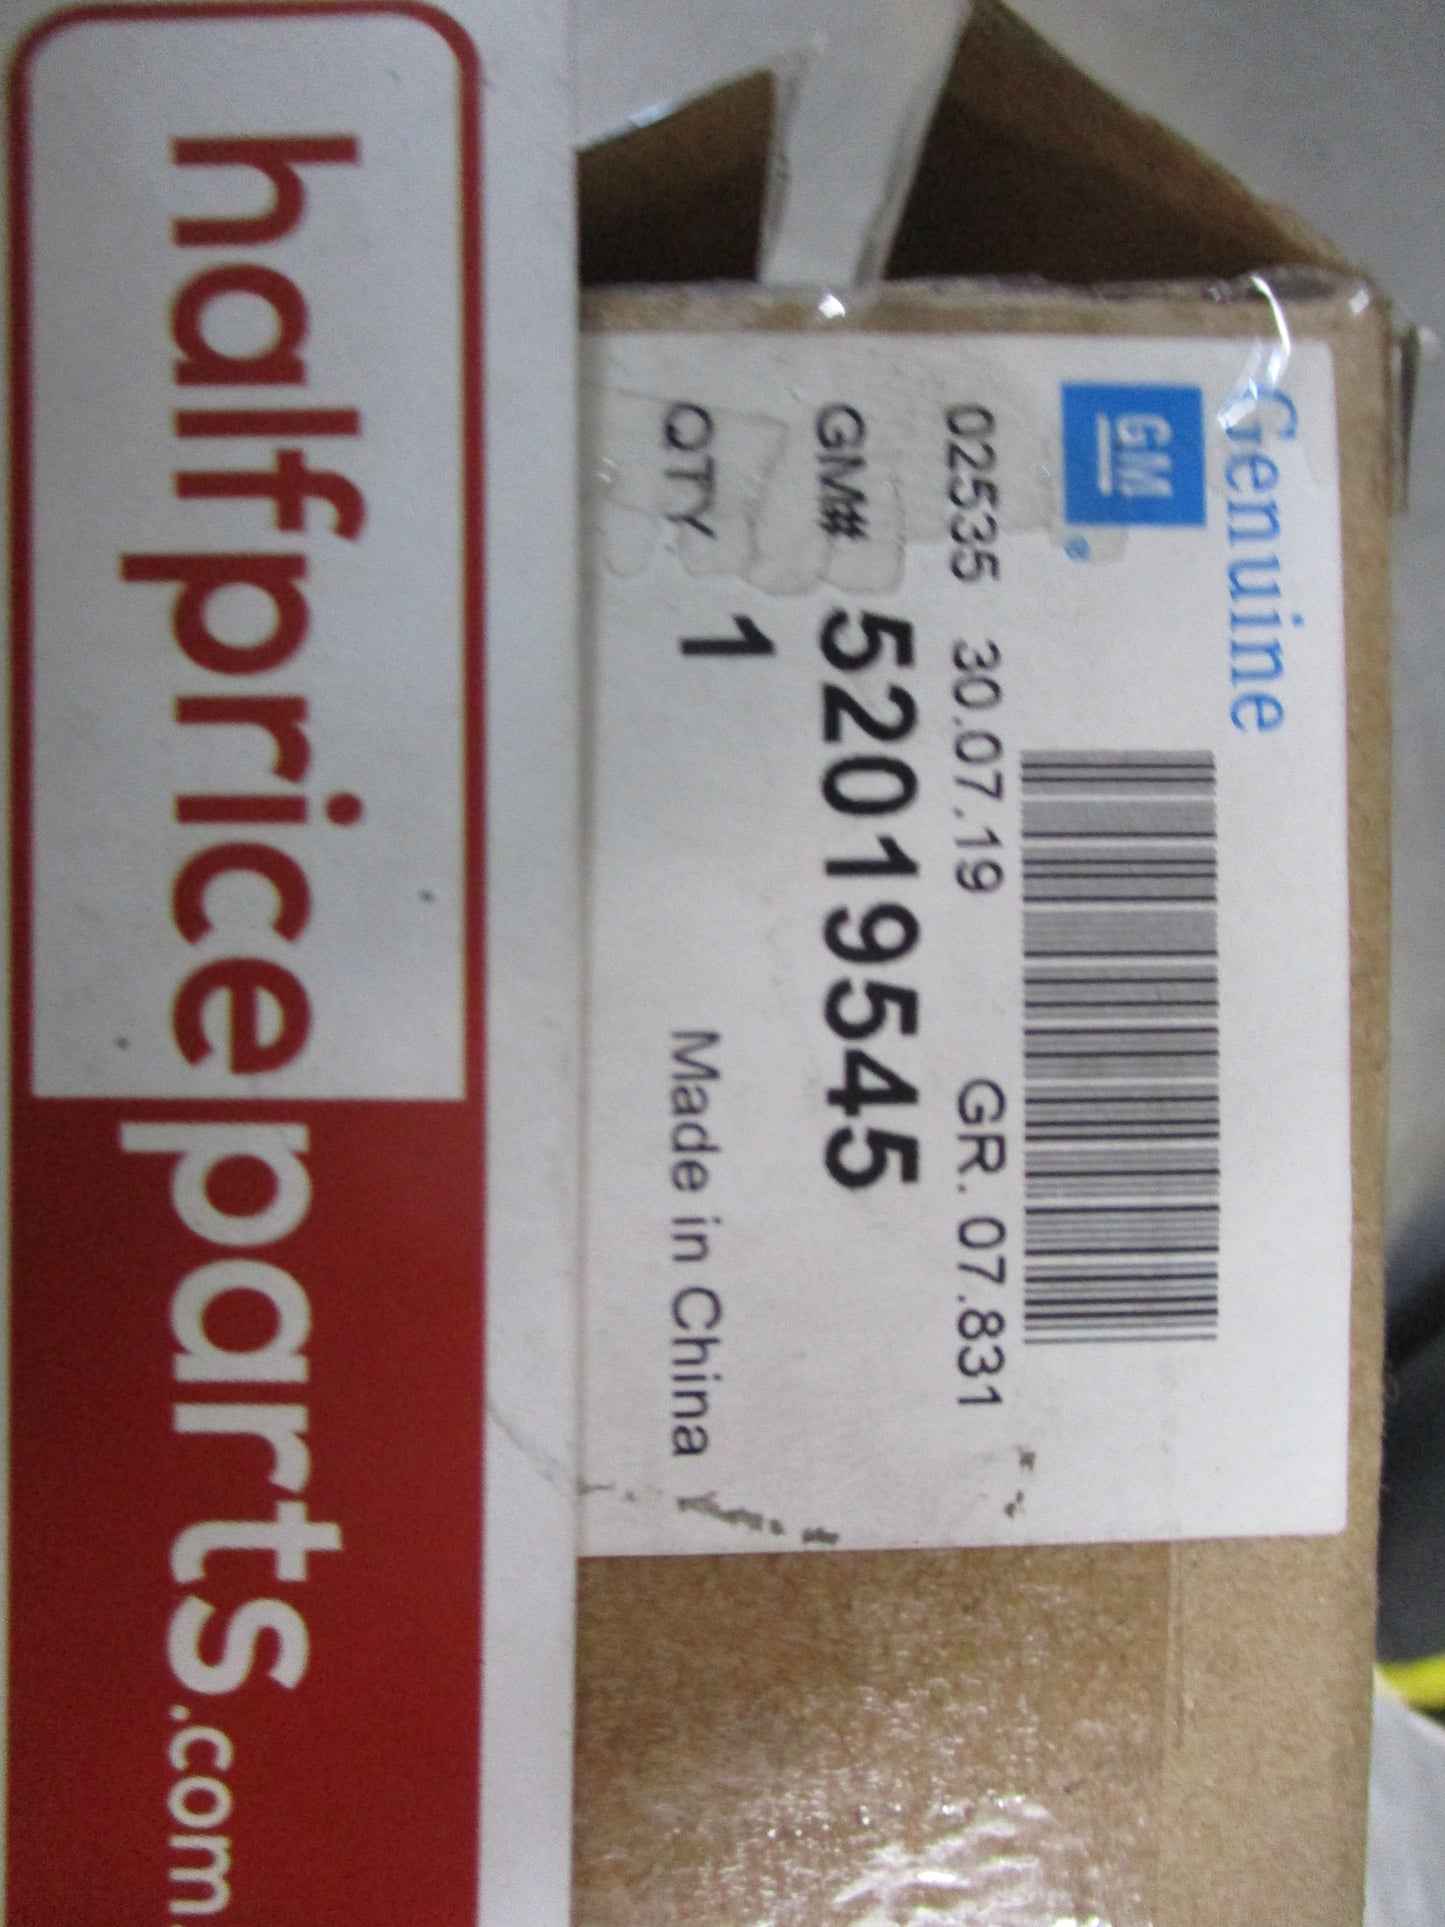 Genuine
GM®
02535 30.07.19 GR. 07.831
GM# 52019545
QTY 1
Made in China
halfpriceparts.com.